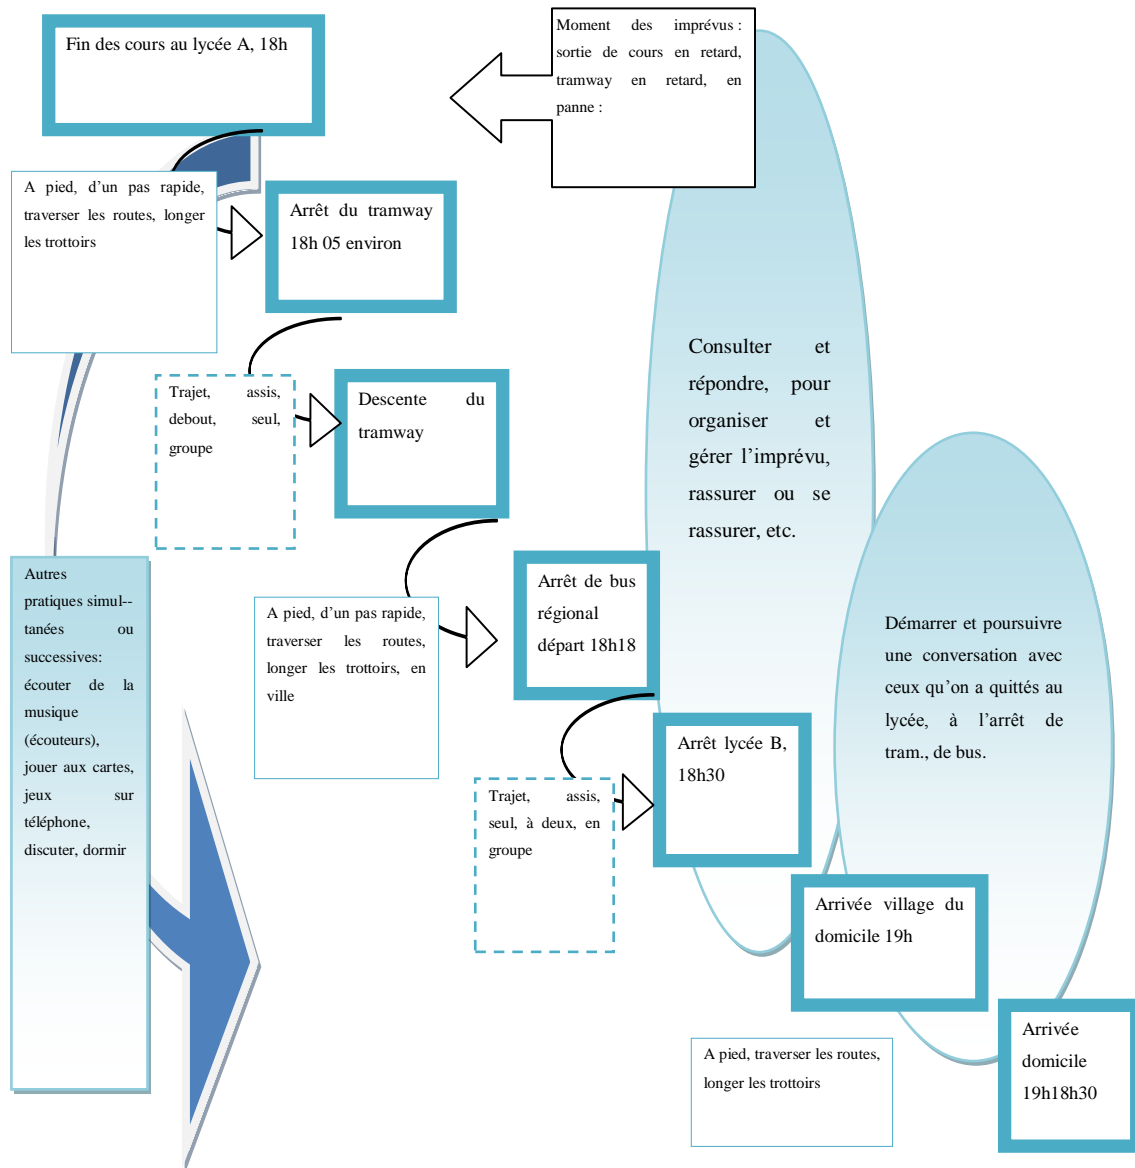 Fin des cours au lycée A, 18h
Moment des imprévus :
sortie de cours en retard,
tramway en retard, en
panne :
A pied, d'un pas rapide,
traverser les routes, longer
les trottoirs
Arrêt du tramway
18h 05 environ
Trajet, assis,
debout, seul,
groupe
Descente du
tramway
Consulter et
répondre, pour
organiser et
gérer l'imprévu,
rassurer ou se
rassurer, etc.
A pied, d'un pas rapide,
traverser les routes,
longer les trottoirs, en
ville
Arrêt de bus
régional
départ 18h18
Autres
pratiques simul--
tanées ou
successives:
écouter de la
musique
(écouteurs),
jouer aux cartes,
jeux sur
téléphone,
discuter, dormir
Démarrer et poursuivre
une conversation avec
ceux qu'on a quittés au
lycée, à l'arrêt de
tram., de bus.
Trajet, assis,
seul, à deux, en
groupe
Arrêt lycée B,
18h30
Arrivée village du
domicile 19h
A pied, traverser les routes,
longer les trottoirs
Arrivée
domicile
19h18h30